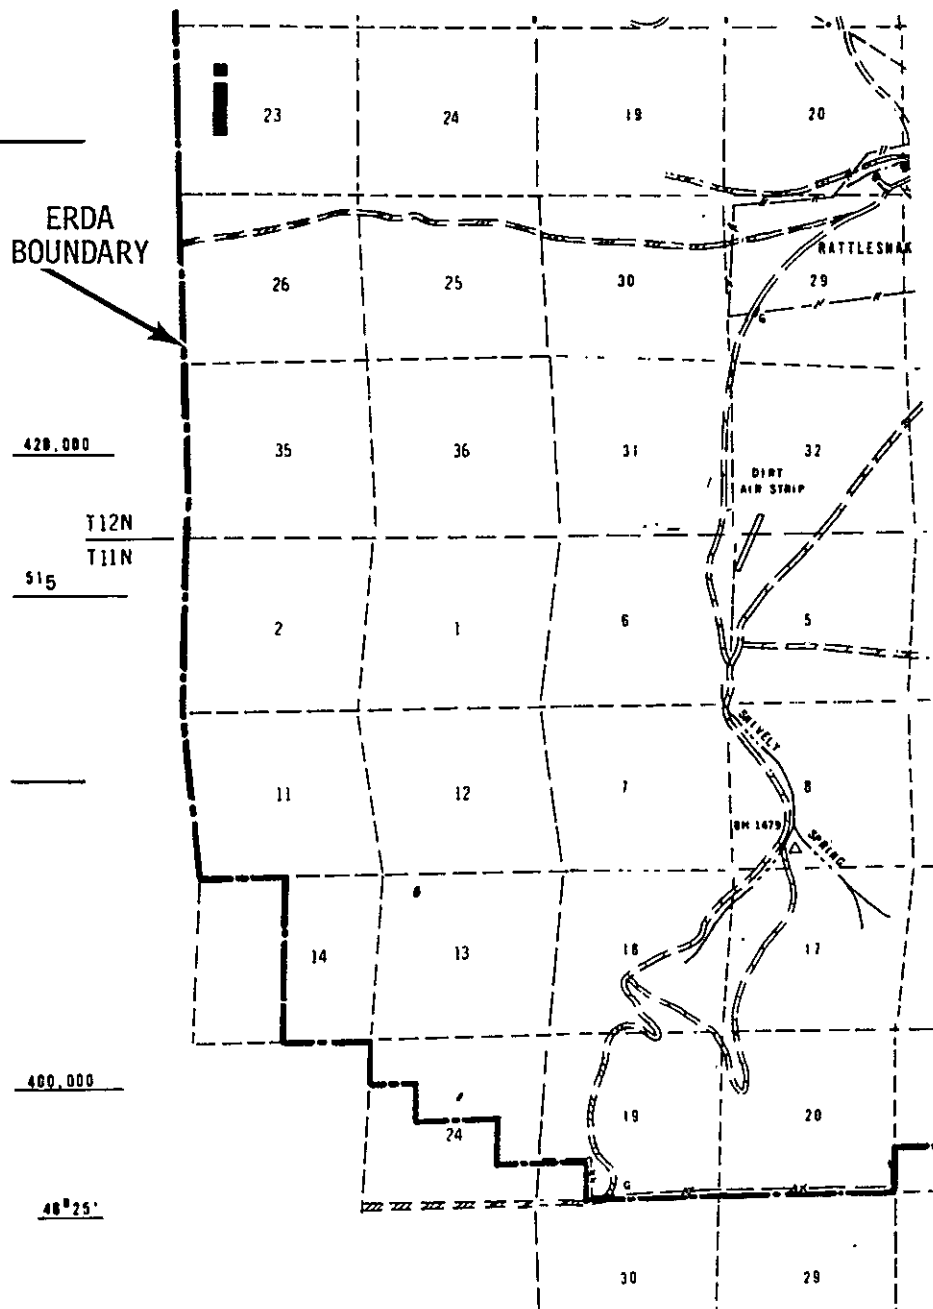 23 24 19 20
ERDA
BOUNDARY
RATTLESNAK
26 25 30 29
G
428,000
35 36 31 32
DIRT
AIR STRIP
T12N
T11N
515
2 1 6 5
SNIVELY
11 12 7 8
BM 1479
SPRING
14 13 18 17
400,000
24 19 20
G
46°25'
30 29